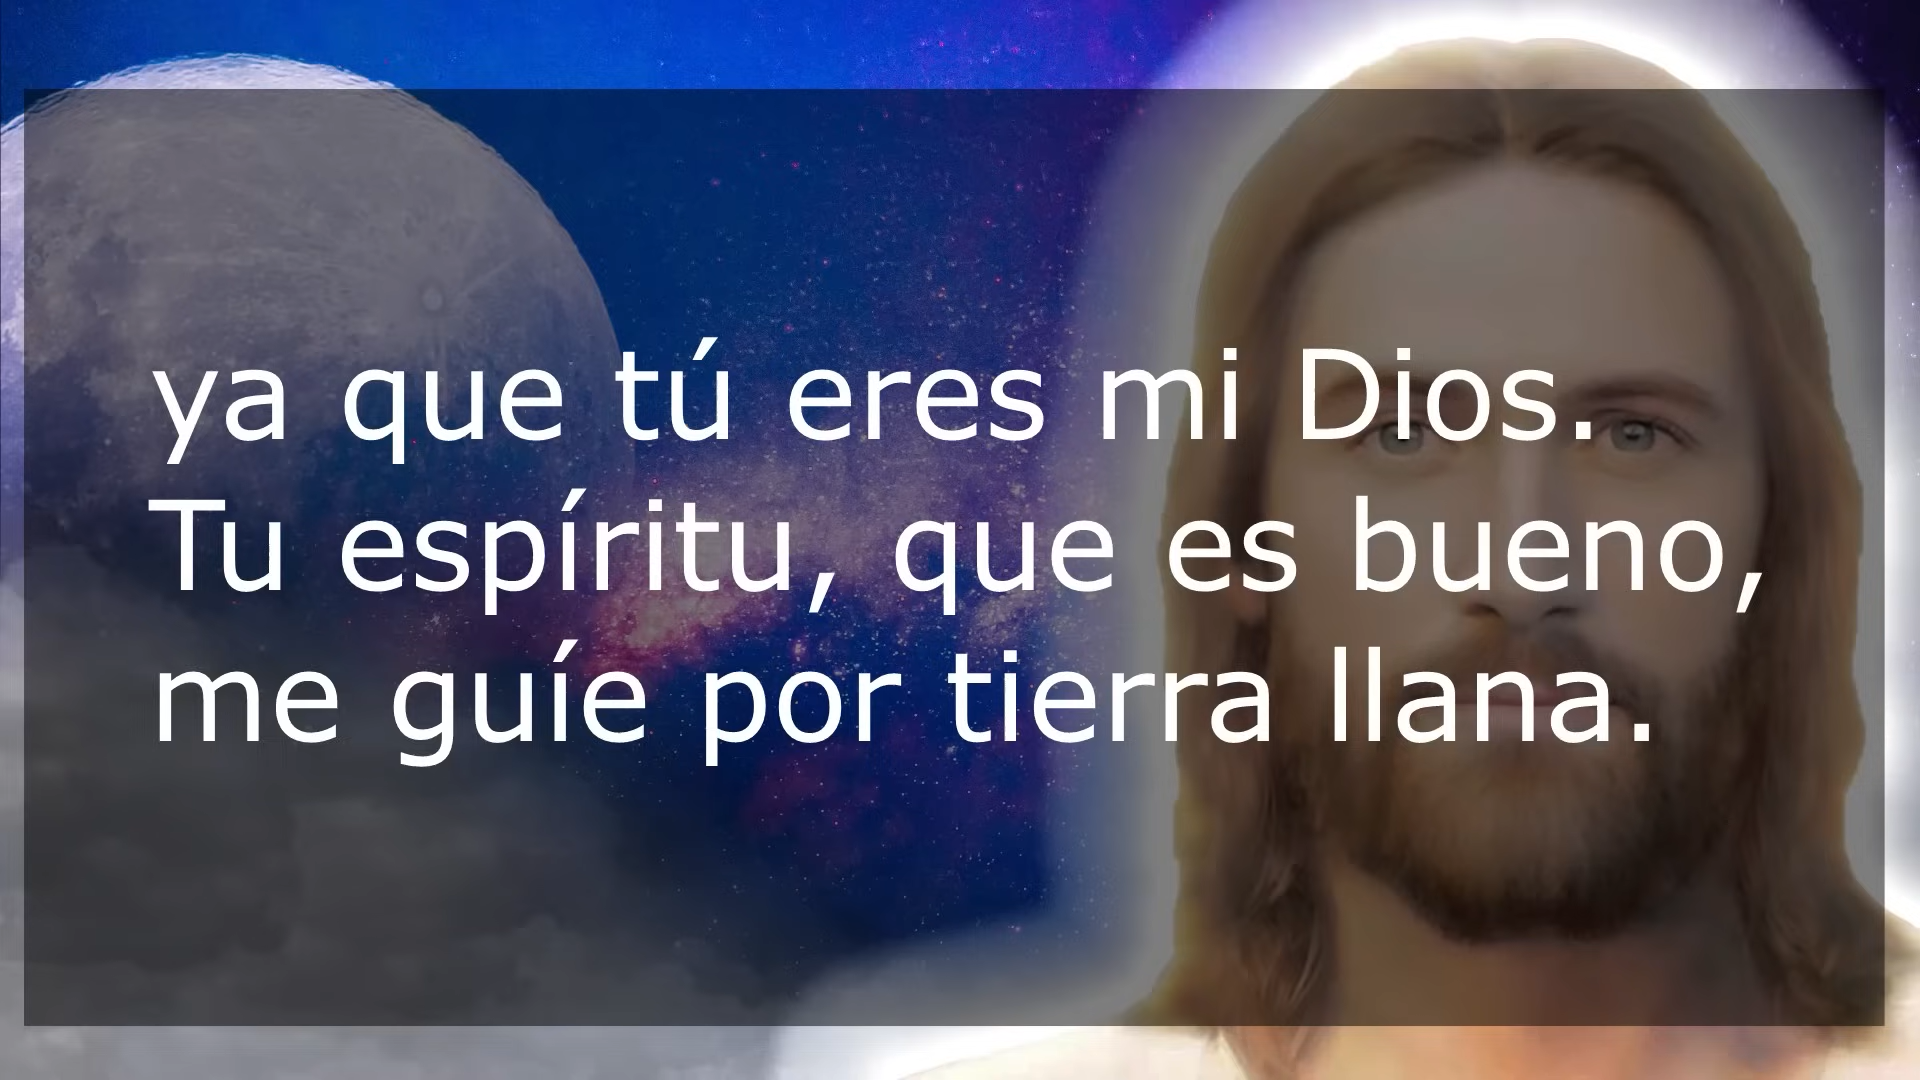 ya que tú eres mi Dios.
Tu espíritu, que es bueno,
me guíe por tierra llana.